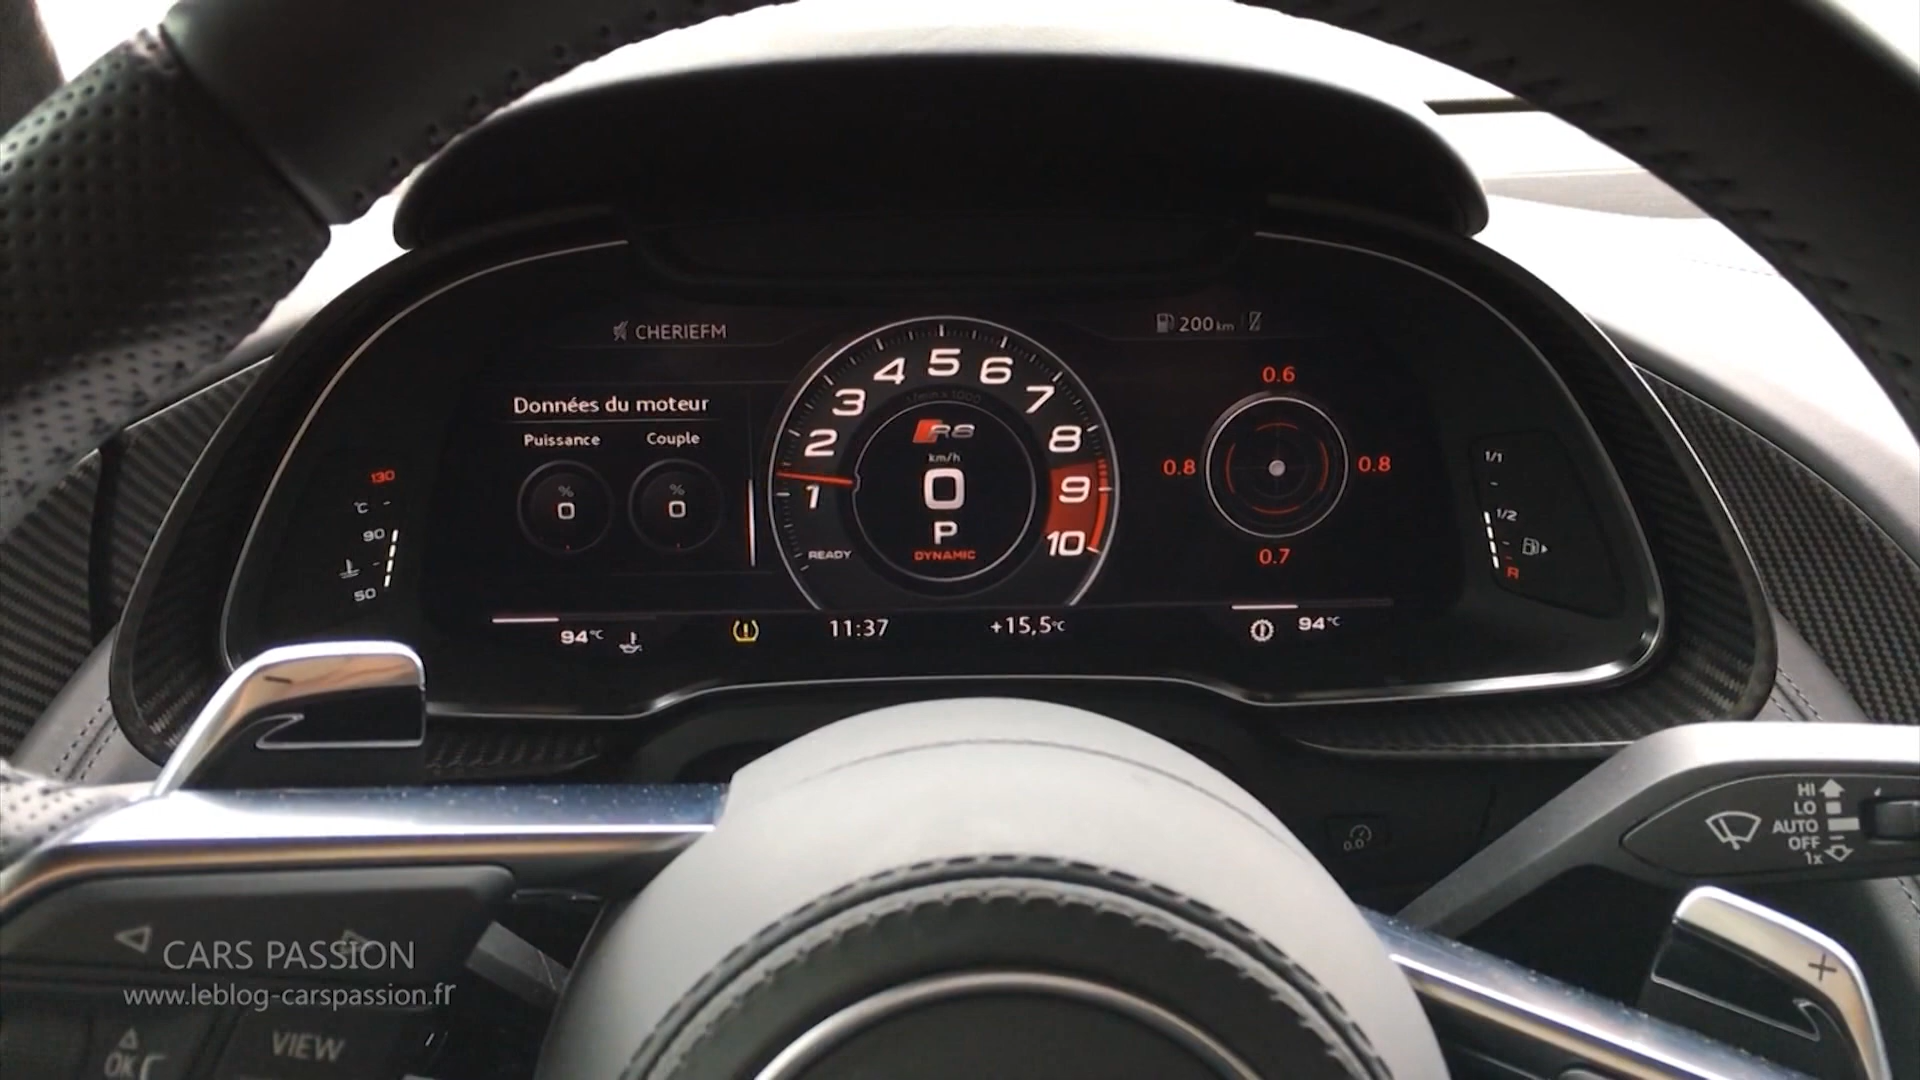 CHERIEFM
200 km
Données du moteur
Puissance
Couple
%
0
%
0
1
2
3
4
5
6
7
8
9
10
R8
km/h
0
P
DYNAMIC
READY
0.6
0.8
0.8
0.7
130
°C
90
50
1/1
1/2
R
94°C
11:37
+15,5°C
94°C
HI
LO
AUTO
OFF
1x
CARS PASSION
www.leblog-carspassion.fr
VIEW
OK
-
+
0.0